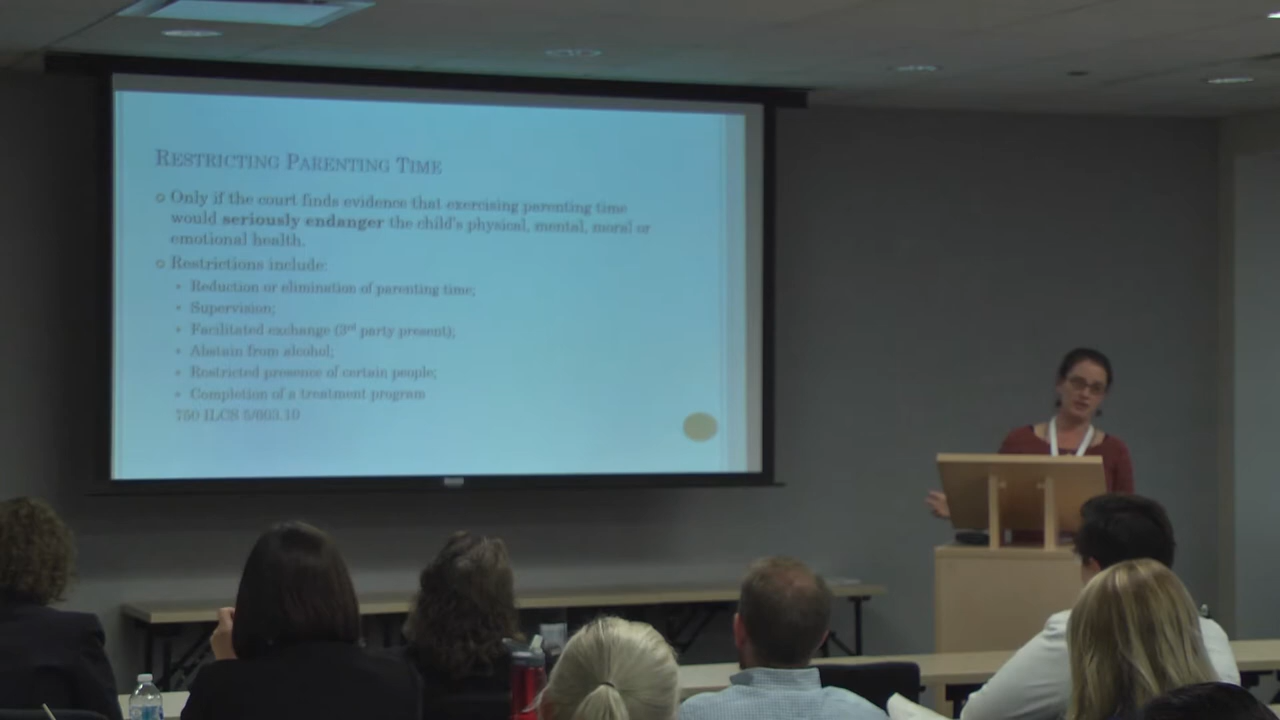 RESTRICTING PARENTING TIME
Only if the court finds evidence that exercising parenting time
would seriously endanger the child's physical, mental, moral or
emotional health.
Restrictions include:
Reduction or elimination of parenting time;
Supervision;
Facilitated exchange (3rd party present);
Abstain from alcohol;
Restricted presence of certain people;
Completion of a treatment program
750 ILCS 5/603.10